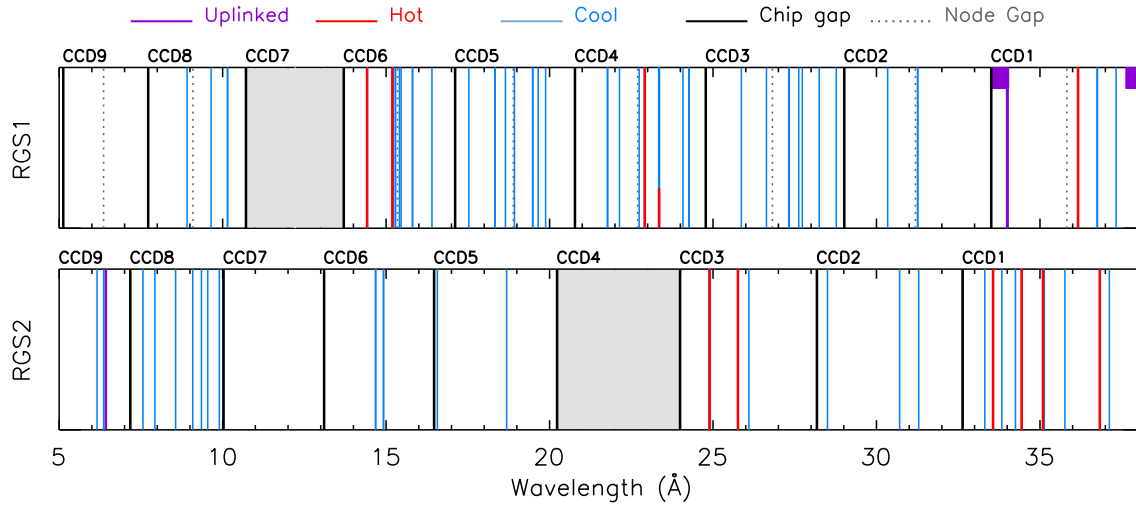 Uplinked Hot Cool Chip gap Node Gap
CCD9 CCD8 CCD7 CCD6 CCD5 CCD4 CCD3 CCD2 CCD1
RGS1
CCD9 CCD8 CCD7 CCD6 CCD5 CCD4 CCD3 CCD2 CCD1
RGS2
5 10 15 20 25 30 35
Wavelength (Å)